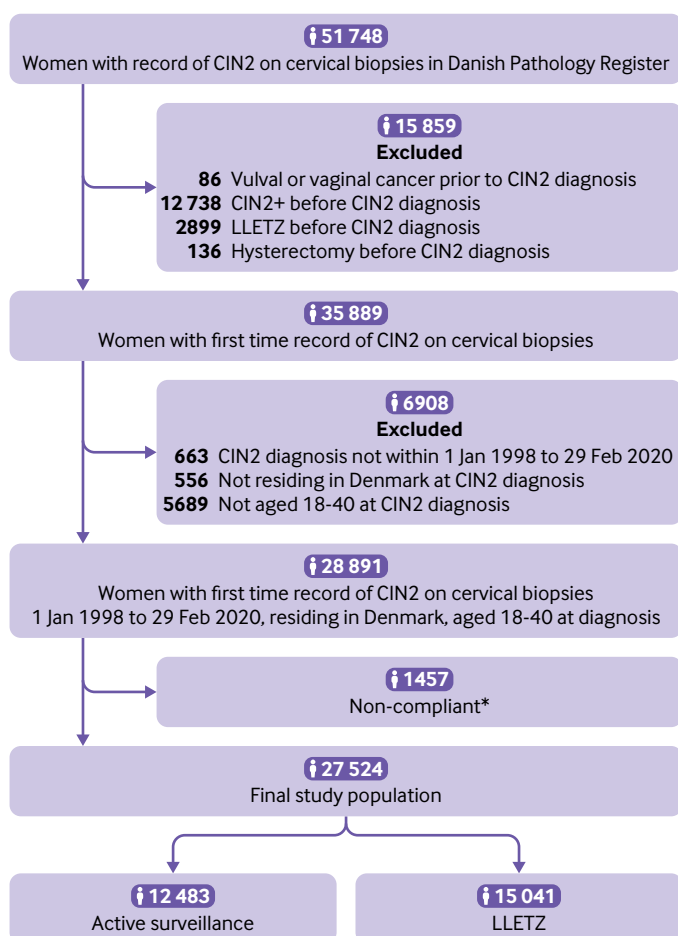 51 748
Women with record of CIN2 on cervical biopsies in Danish Pathology Register
15 859
Excluded
86 Vulval or vaginal cancer prior to CIN2 diagnosis
12 738 CIN2+ before CIN2 diagnosis
2899 LLETZ before CIN2 diagnosis
136 Hysterectomy before CIN2 diagnosis
35 889
Women with first time record of CIN2 on cervical biopsies
6908
Excluded
663 CIN2 diagnosis not within 1 Jan 1998 to 29 Feb 2020
556 Not residing in Denmark at CIN2 diagnosis
5689 Not aged 18-40 at CIN2 diagnosis
28 891
Women with first time record of CIN2 on cervical biopsies
1 Jan 1998 to 29 Feb 2020, residing in Denmark, aged 18-40 at diagnosis
1457
Non-compliant*
27 524
Final study population
12 483
Active surveillance
15 041
LLETZ